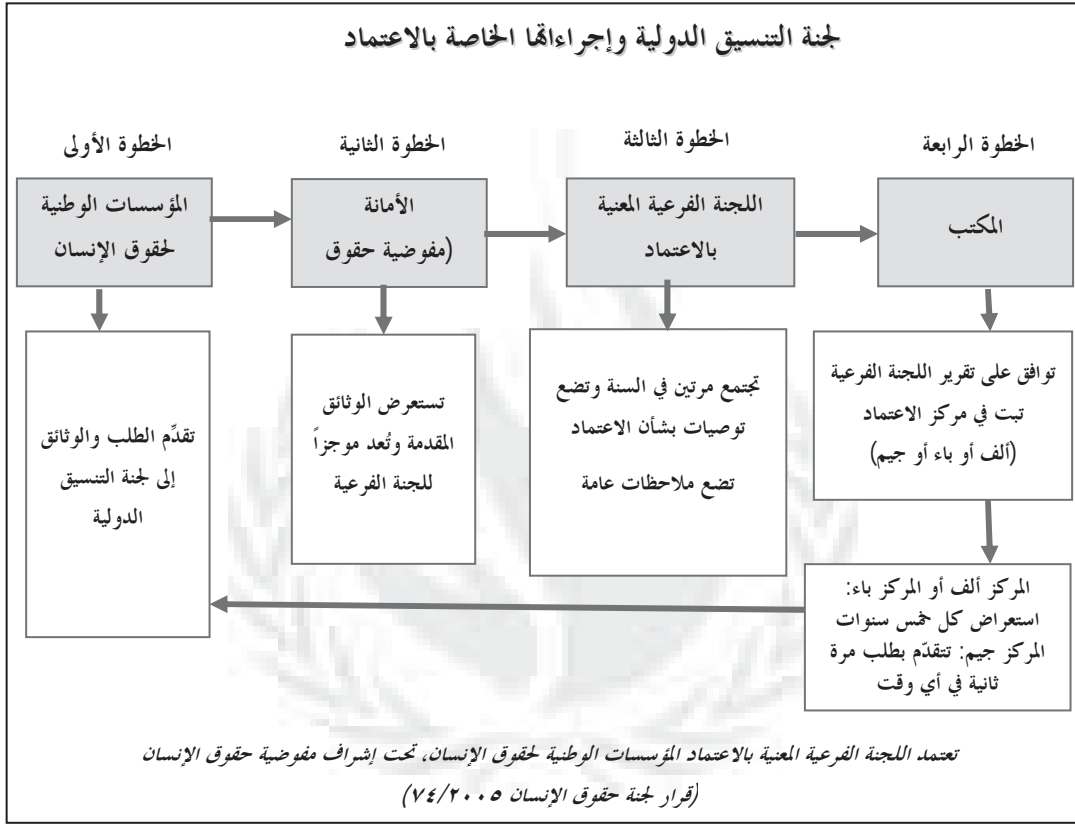 لجنة التنسيق الدولية وإجراءاتها الخاصة بالاعتماد
الخطوة الأولى
المؤسسات الوطنية
لحقوق الإنسان
تقدِّم الطلب والوثائق
إلى لجنة التنسيق
الدولية
الخطوة الثانية
الأمانة
(مفوضية حقوق
تستعرض الوثائق
المقدمة وتُعد موجزاً
للجنة الفرعية
الخطوة الثالثة
اللجنة الفرعية المعنية
بالاعتماد
تجتمع مرتين في السنة وتضع
توصيات بشأن الاعتماد
تضع ملاحظات عامة
الخطوة الرابعة
المكتب
توافق على تقرير اللجنة الفرعية
تبت في مركز الاعتماد
(ألف أو باء أو جيم)
المركز ألف أو المركز باء:
استعراض كل خمس سنوات
المركز جيم: تتقدّم بطلب مرة
ثانية في أي وقت
تعتمد اللجنة الفرعية المعنية بالاعتماد المؤسسات الوطنية لحقوق الإنسان، تحت إشراف مفوضية حقوق الإنسان
(قرار لجنة حقوق الإنسان ٧٤/٢٠٠٥)